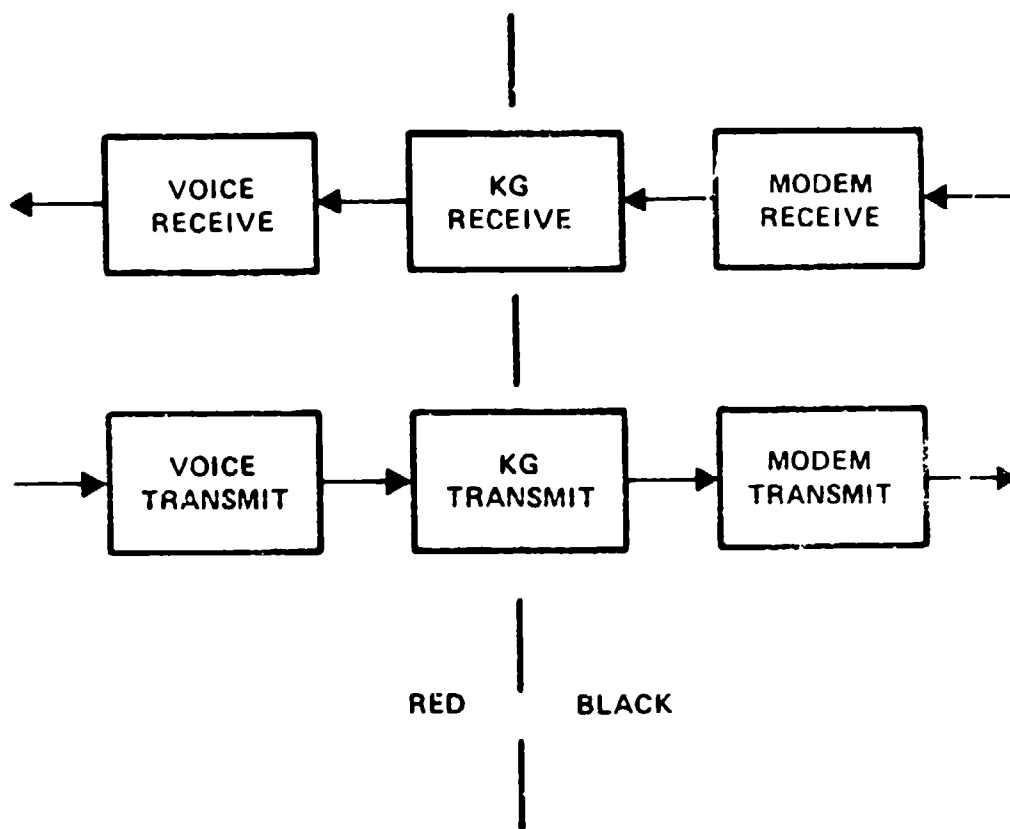 VOICE
RECEIVE
KG
RECEIVE
MODEM
RECEIVE
VOICE
TRANSMIT
KG
TRANSMIT
MODEM
TRANSMIT
RED
BLACK